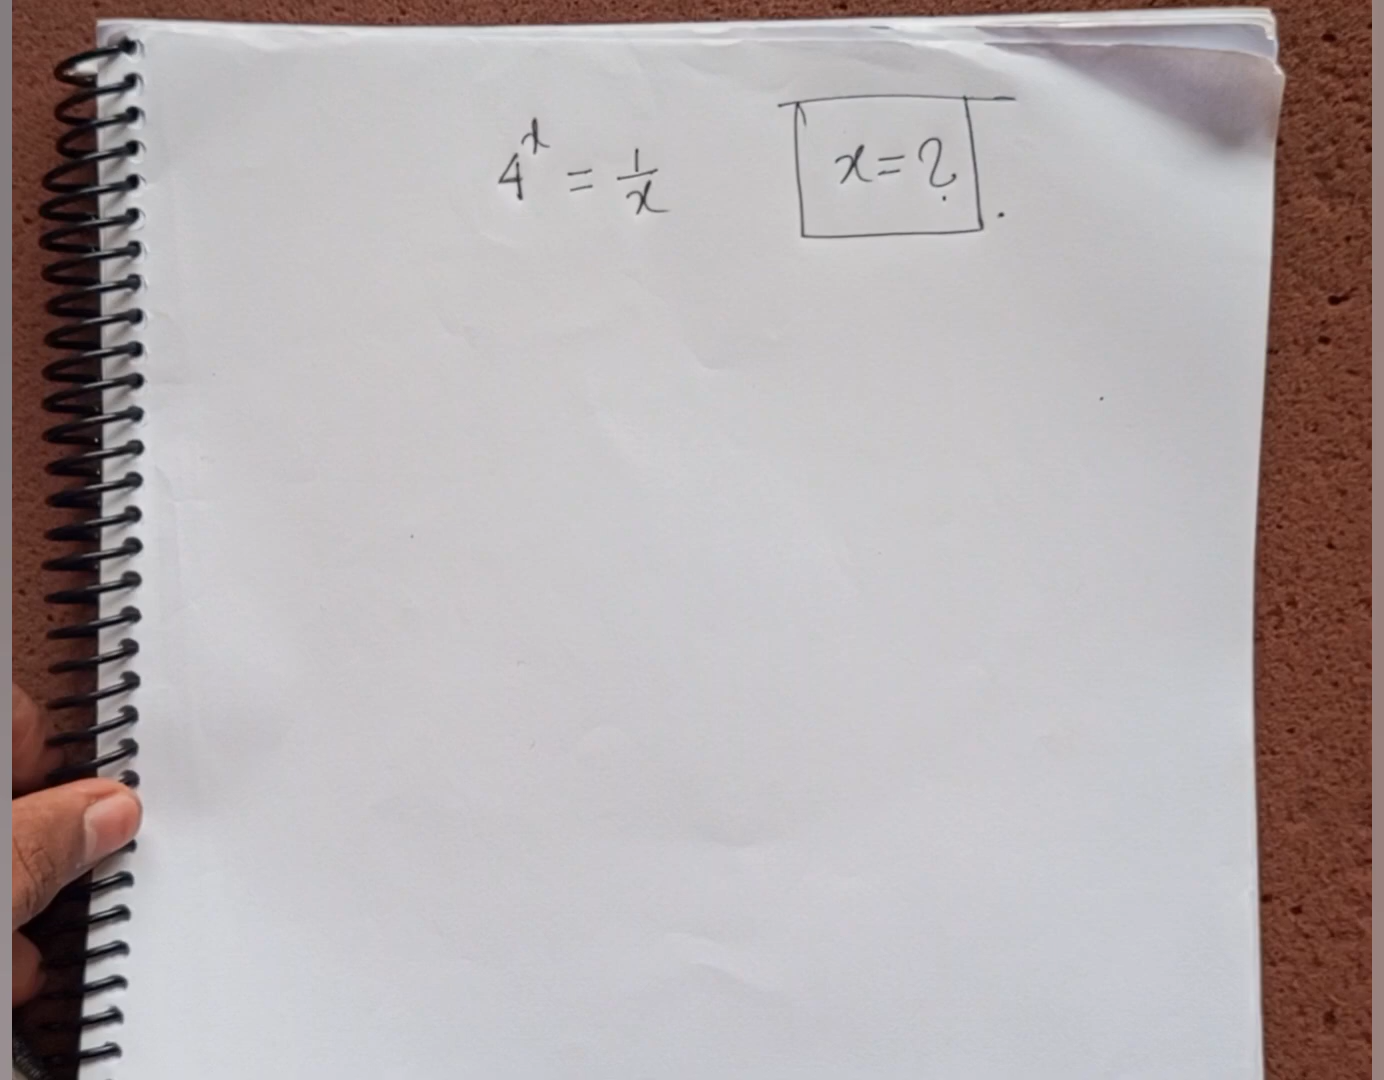 4^x = 1/x    x = ?.